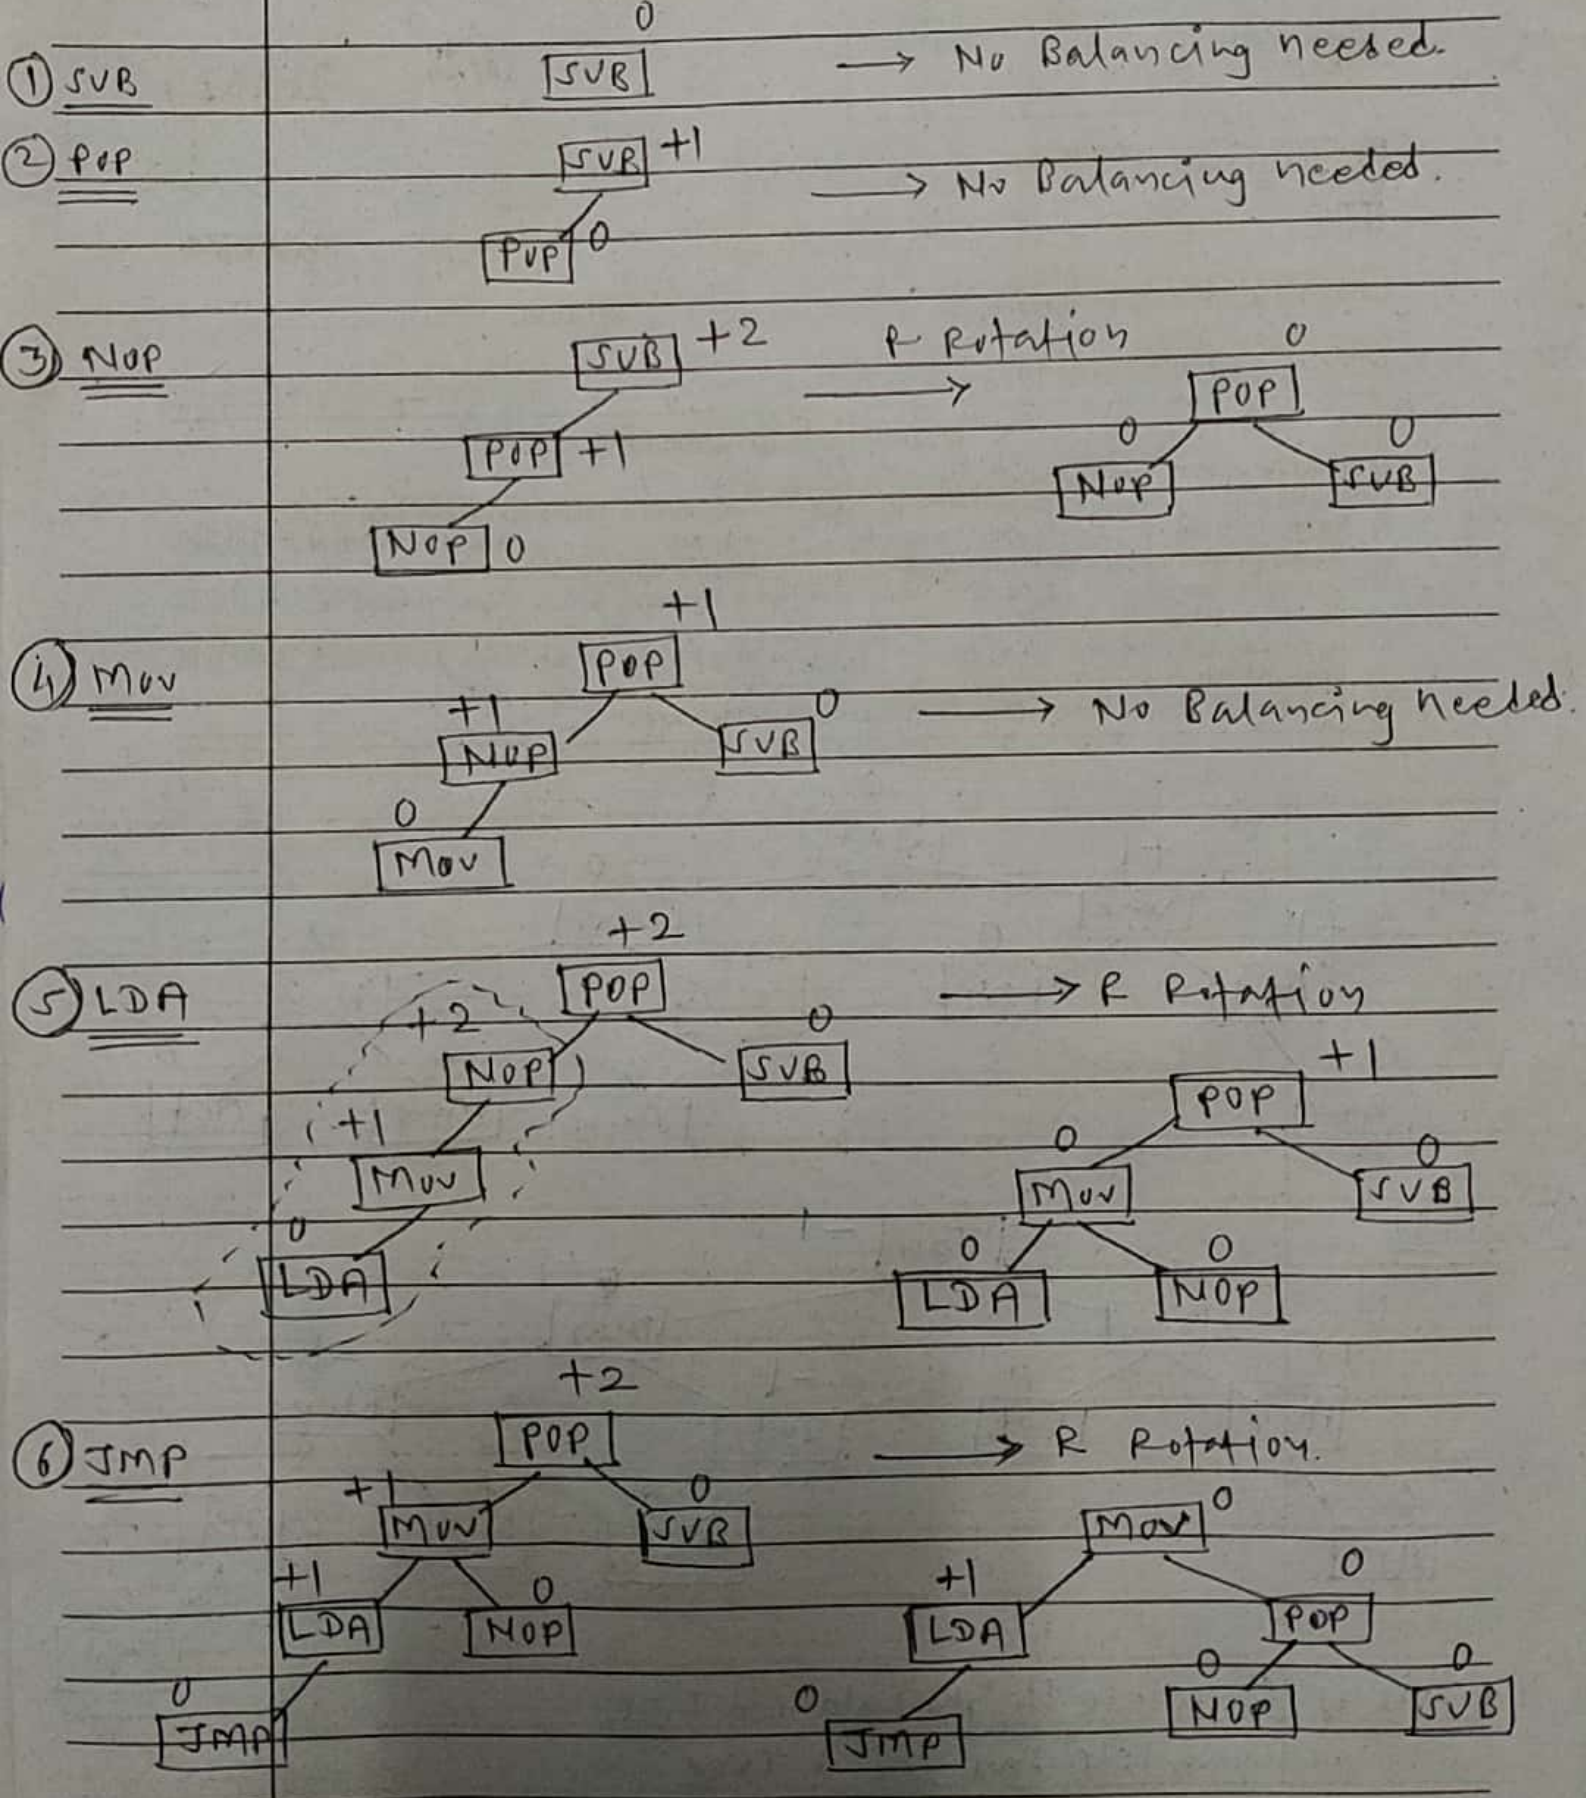 0
① SUB SUB → No Balancing needed.
② POP SUB +1 → No Balancing needed.
POP 0
③ NOP SUB +2 R Rotation 0
→ POP
POP +1 0 0
NOP SUB
NOP 0
+1
④ MOV POP
+1 0 → No Balancing needed.
NOP SUB
0
MOV
+2
⑤ LDA POP → R Rotation
+2 0
NOP SUB +1
POP
+1 0 0
MOV MOV SUB
0 0 0
LDA LDA NOP
+2
⑥ JMP POP → R Rotation.
+1 0 0
MOV SUB MOV
+1 0 +1 0
LDA NOP LDA POP
0 0 0 0
JMP JMP NOP SUB